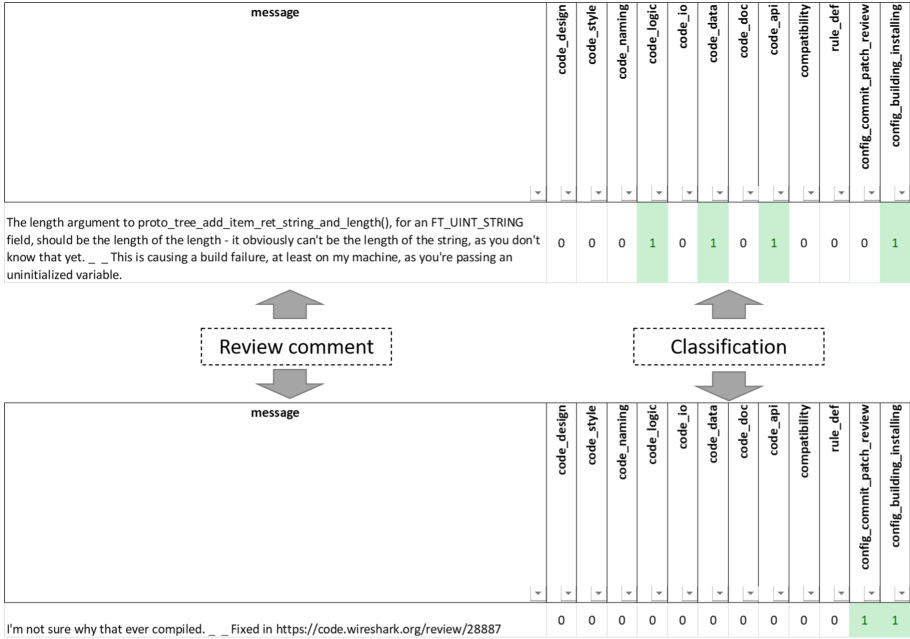 message code_design code_style code_naming code_logic code_io code_data code_doc code_api compatibility rule_def config_commit_patch_review config_building_installing
The length argument to proto_tree_add_item_ret_string_and_length(), for an FT_UINT_STRING
field, should be the length of the length - it obviously can't be the length of the string, as you don't
know that yet. _ _ This is causing a build failure, at least on my machine, as you're passing an
uninitialized variable.
0 0 0 1 0 1 0 1 0 0 0 1
Review comment
Classification
message code_design code_style code_naming code_logic code_io code_data code_doc code_api compatibility rule_def config_commit_patch_review config_building_installing
I'm not sure why that ever compiled. _ _ Fixed in https://code.wireshark.org/review/28887
0 0 0 0 0 0 0 0 0 0 1 1